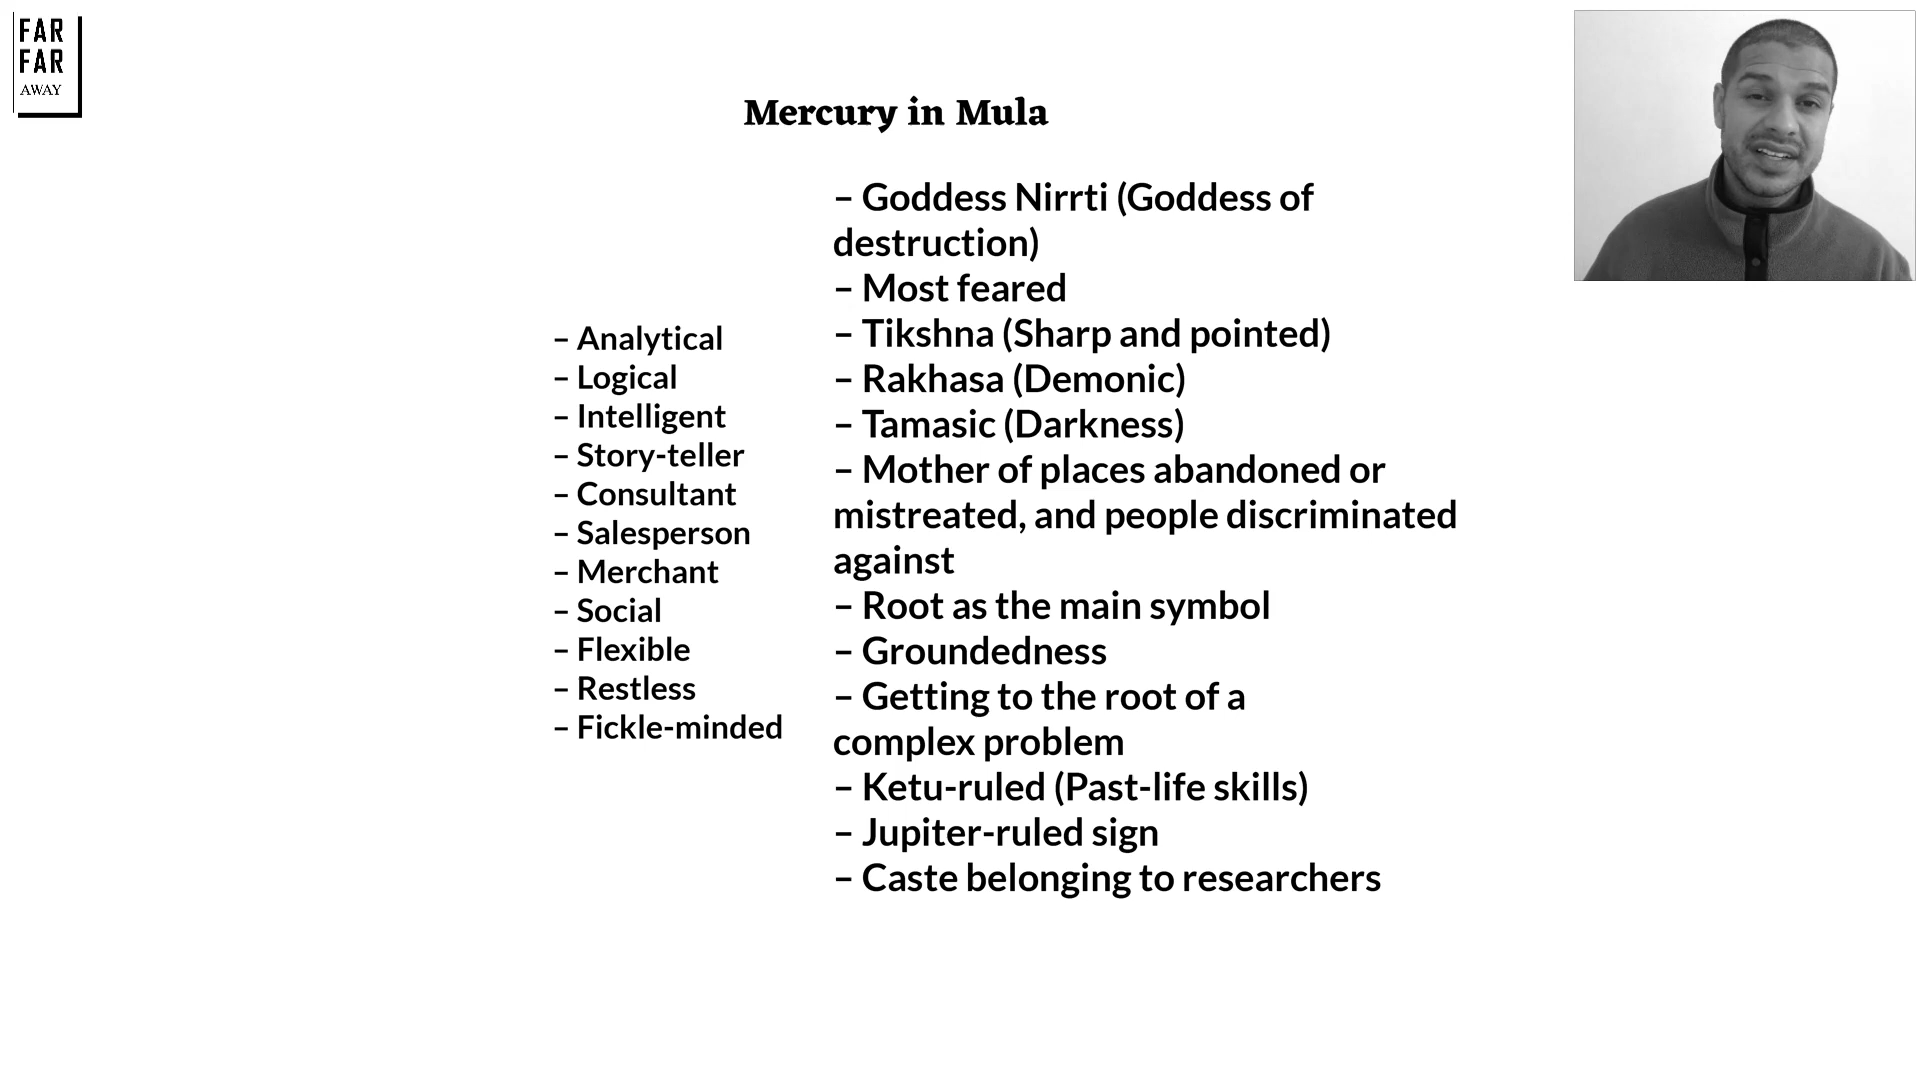 FAR
FAR
AWAY
Mercury in Mula
– Analytical
– Logical
– Intelligent
– Story-teller
– Consultant
– Salesperson
– Merchant
– Social
– Flexible
– Restless
– Fickle-minded
– Goddess Nirrti (Goddess of
destruction)
– Most feared
– Tikshna (Sharp and pointed)
– Rakhasa (Demonic)
– Tamasic (Darkness)
– Mother of places abandoned or
mistreated, and people discriminated
against
– Root as the main symbol
– Groundedness
– Getting to the root of a
complex problem
– Ketu-ruled (Past-life skills)
– Jupiter-ruled sign
– Caste belonging to researchers